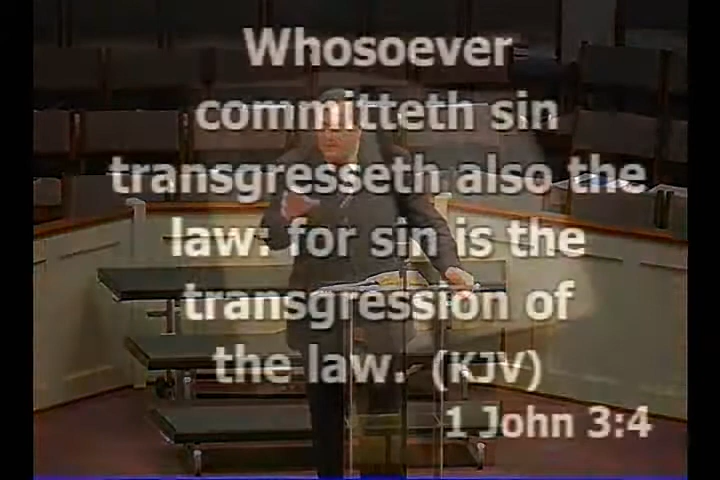 Whosoever
committeth sin
transgresseth also the
law: for sin is the
transgression of
the law. (KJV)
1 John 3:4